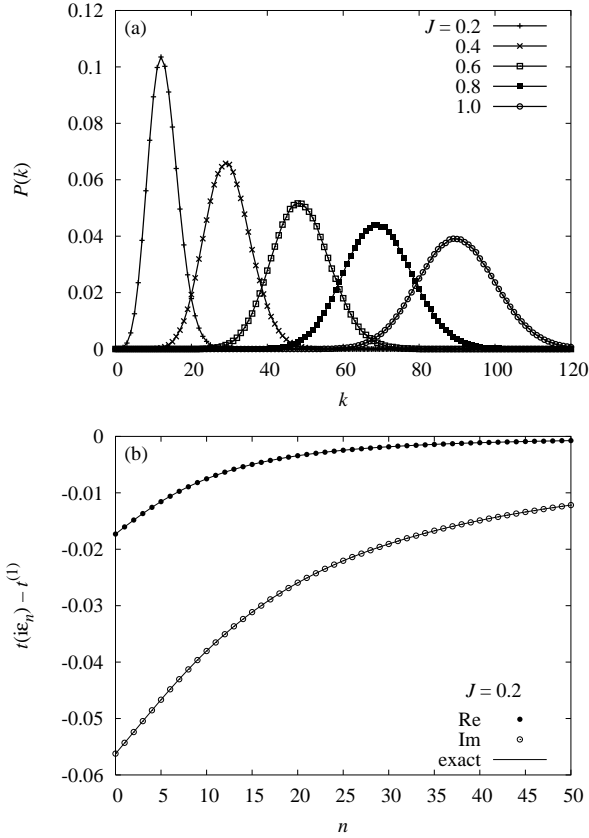 (a)
J = 0.2
0.4
0.6
0.8
1.0
0.12
0.1
0.08
0.06
0.04
0.02
0
P(k)
0 20 40 60 80 100 120
k
(b)
0
-0.01
-0.02
-0.03
-0.04
-0.05
-0.06
t(iεₙ) – t⁽¹⁾
J = 0.2
Re
Im
exact
0 5 10 15 20 25 30 35 40 45 50
n